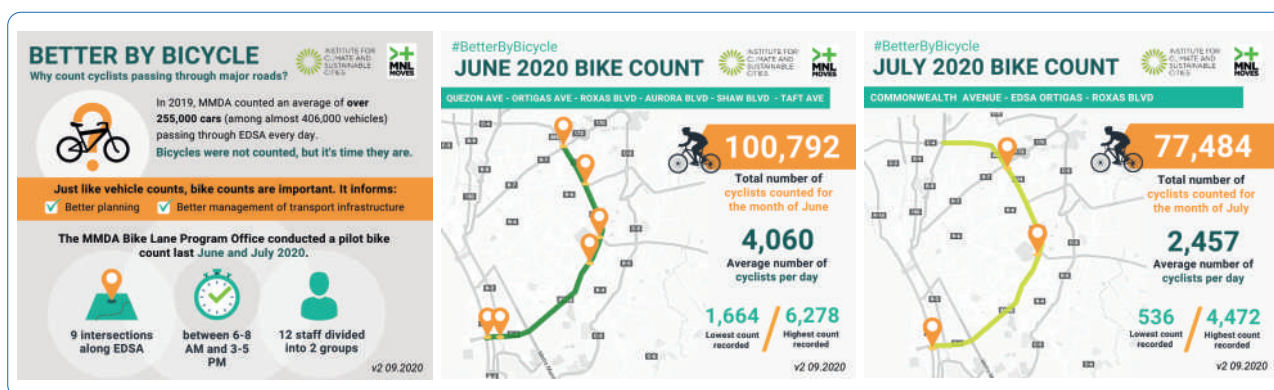 BETTER BY BICYCLE
Why count cyclists passing through major roads?
INSTITUTE FOR
CLIMATE AND
SUSTAINABLE
CITIES
MNL
MOVES
In 2019, MMDA counted an average of over
255,000 cars (among almost 406,000 vehicles)
passing through EDSA every day.
Bicycles were not counted, but it's time they are.
Just like vehicle counts, bike counts are important. It informs:
Better planning
Better management of transport infrastructure
The MMDA Bike Lane Program Office conducted a pilot bike
count last June and July 2020.
9 intersections
along EDSA
between 6-8
AM and 3-5
PM
12 staff divided
into 2 groups
v2 09.2020
#BetterByBicycle
JUNE 2020 BIKE COUNT
INSTITUTE FOR
CLIMATE AND
SUSTAINABLE
CITIES
MNL
MOVES
QUEZON AVE - ORTIGAS AVE - ROXAS BLVD - AURORA BLVD - SHAW BLVD - TAFT AVE
100,792
Total number of
cyclists counted for
the month of June
4,060
Average number of
cyclists per day
1,664
Lowest count
recorded
6,278
Highest count
recorded
v2 09.2020
#BetterByBicycle
JULY 2020 BIKE COUNT
INSTITUTE FOR
CLIMATE AND
SUSTAINABLE
CITIES
MNL
MOVES
COMMONWEALTH AVENUE - EDSA ORTIGAS - ROXAS BLVD
77,484
Total number of
cyclists counted for
the month of July
2,457
Average number of
cyclists per day
536
Lowest count
recorded
4,472
Highest count
recorded
v2 09.2020